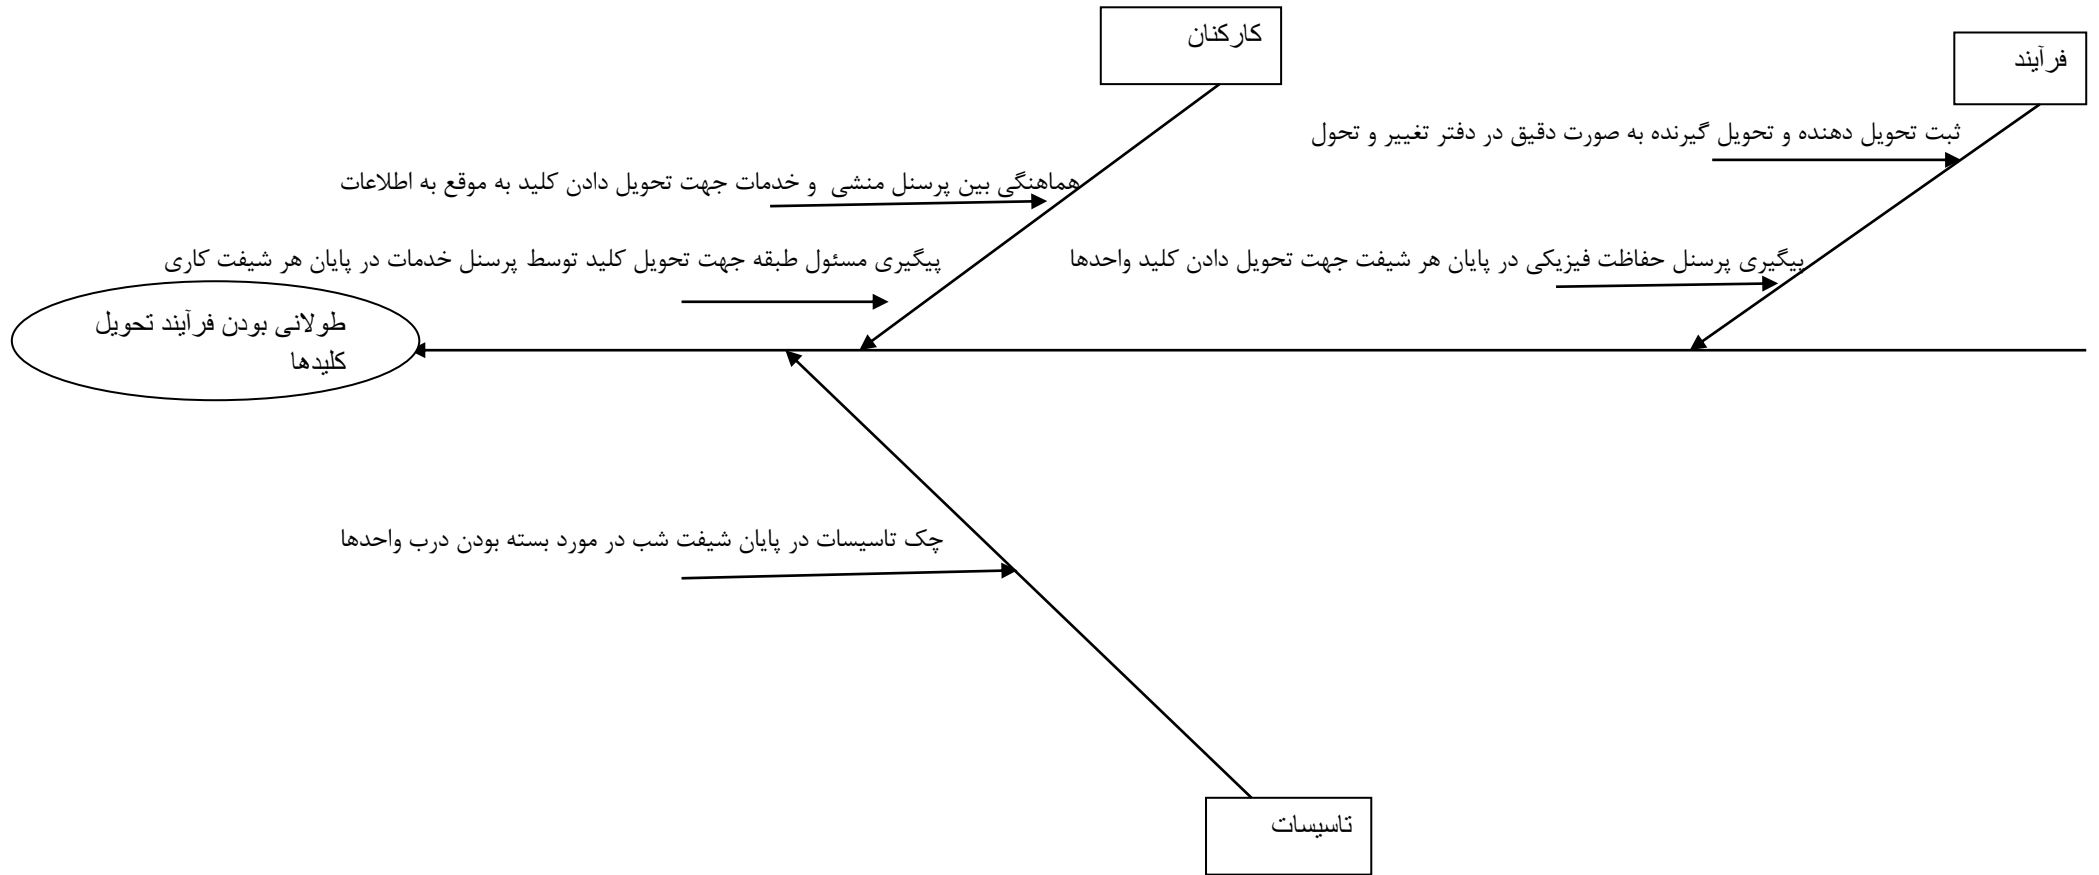 کارکنان
فرآیند
ثبت تحویل دهنده و تحویل گیرنده به صورت دقیق در دفتر تغییر و تحول
هماهنگی بین پرسنل منشی و خدمات جهت تحویل دادن کلید به موقع به اطلاعات
پیگیری پرسنل حفاظت فیزیکی در پایان هر شیفت جهت تحویل دادن کلید واحدها
پیگیری مسئول طبقه جهت تحویل کلید توسط پرسنل خدمات در پایان هر شیفت کاری
طولانی بودن فرآیند تحویل
کلیدها
چک تاسیسات در پایان شیفت شب در مورد بسته بودن درب واحدها
تاسیسات